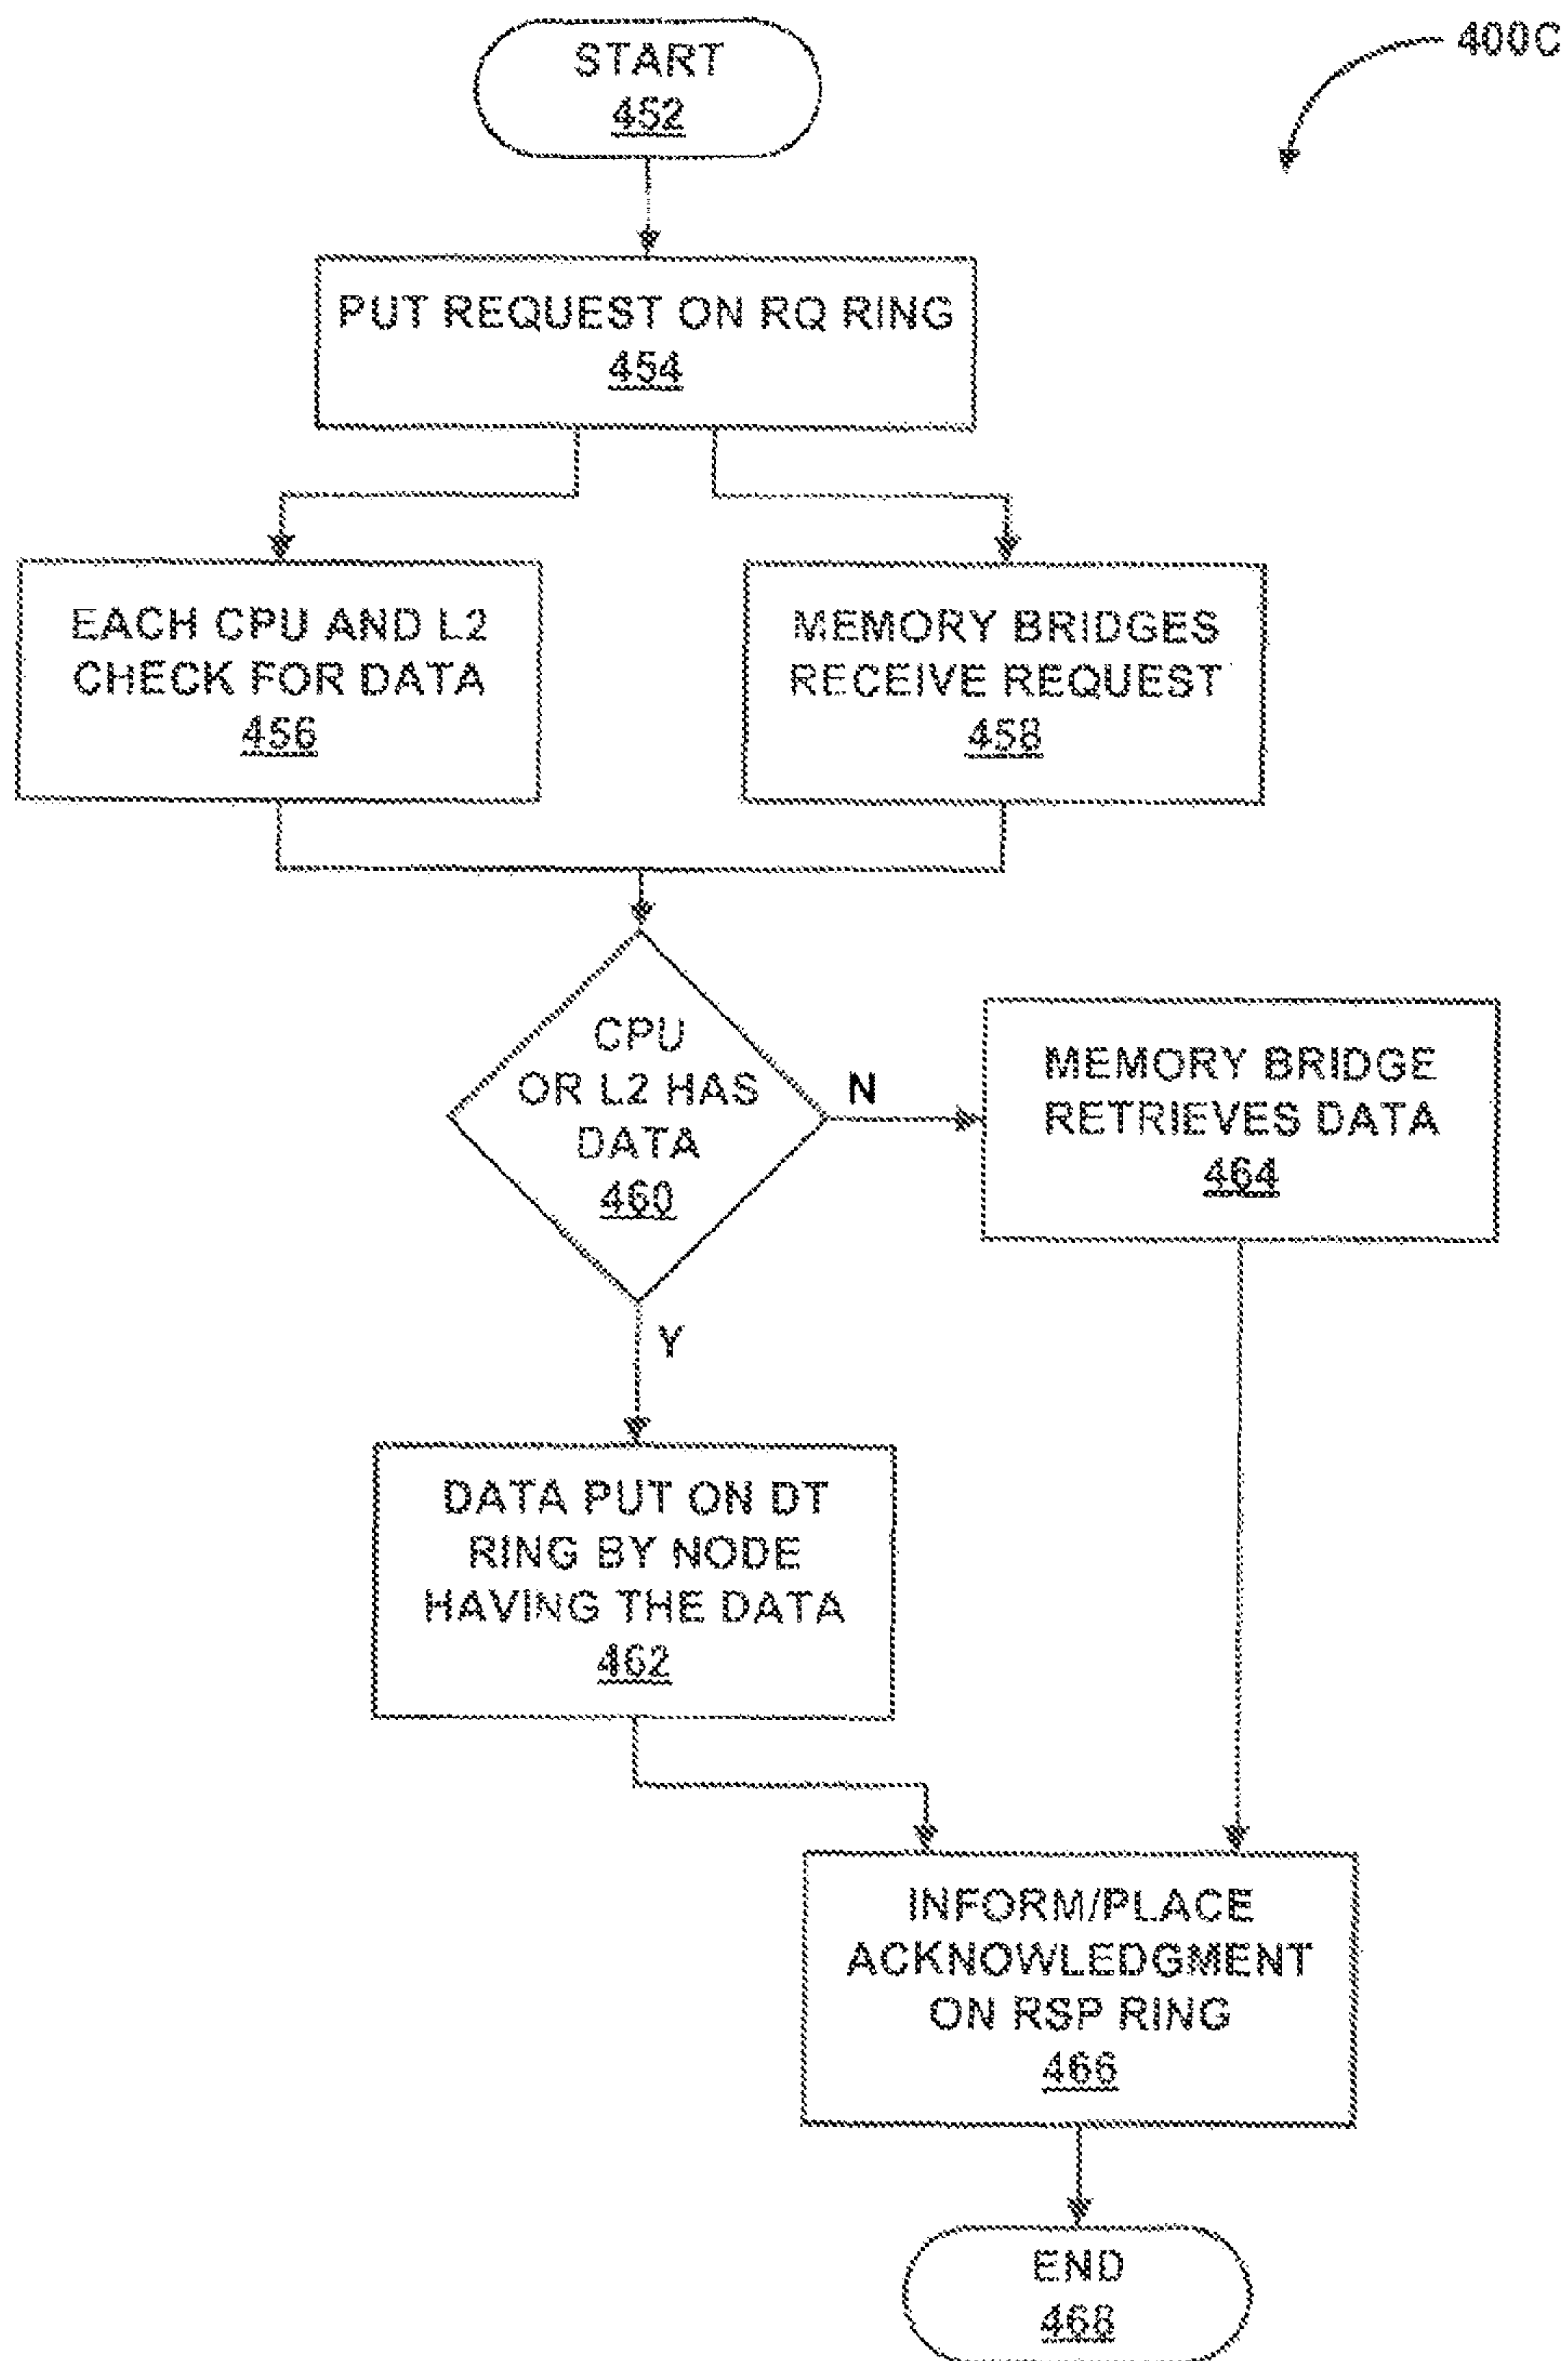 400C
START
452
PUT REQUEST ON RQ RING
454
EACH CPU AND L2
CHECK FOR DATA
456
MEMORY BRIDGES
RECEIVE REQUEST
458
CPU
OR L2 HAS
DATA
460
N
MEMORY BRIDGE
RETRIEVES DATA
464
Y
DATA PUT ON DT
RING BY NODE
HAVING THE DATA
462
INFORM/PLACE
ACKNOWLEDGMENT
ON RSP RING
466
END
468